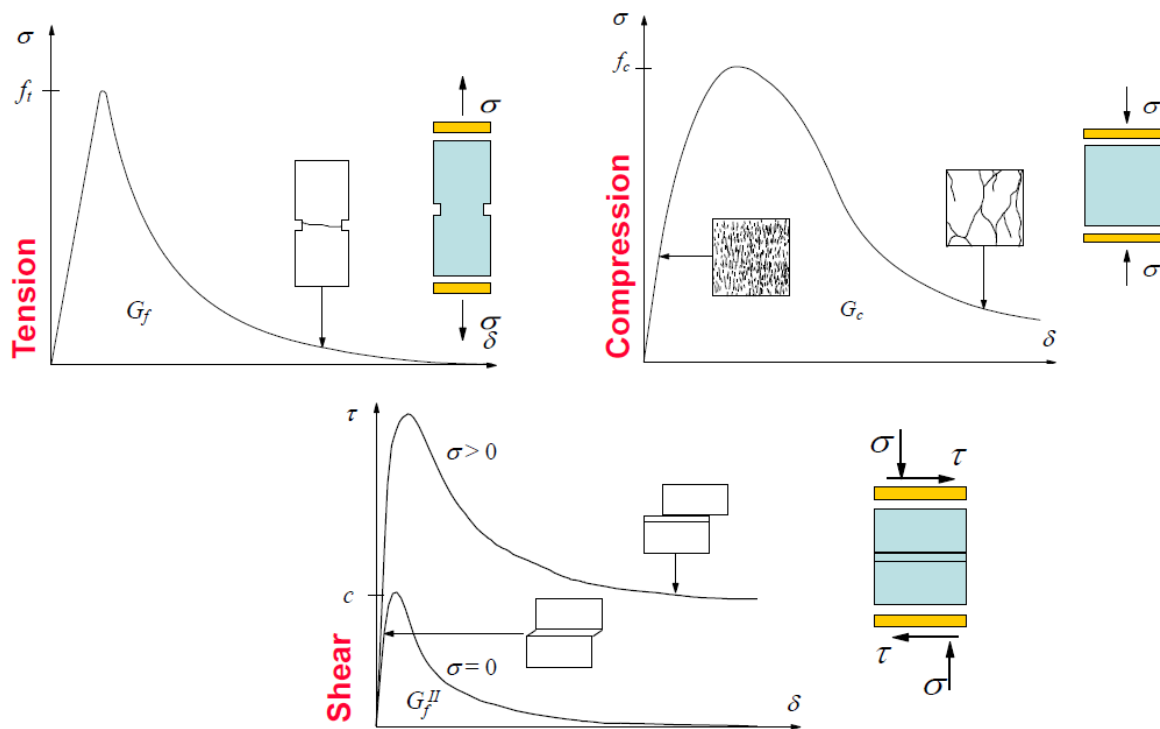 σ
f_t
Tension
G_f
σ
σ
δ
σ
f_c
Compression
G_c
δ
σ
σ
τ
σ > 0
c
σ = 0
Shear
G_f^II
δ
σ
τ
τ
σ